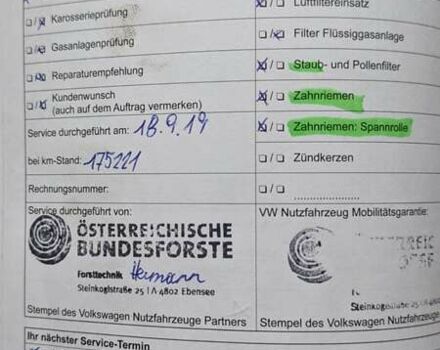 Karosserieprüfung
Luftfiltereinsatz
Gasanlagenprüfung
Filter Flüssiggasanlage
Reparaturempfehlung
Staub- und Pollenfilter
Kundenwunsch
(auch auf dem Auftrag vermerken)
Zahnriemen
Service durchgeführt am: 18.9.19
Zahnriemen: Spannrolle
bei km-Stand: 175221
Zündkerzen
Rechnungsnummer:
Service durchgeführt von:
VW Nutzfahrzeug Mobilitätsgarantie:
ÖSTERREICHISCHE
BUNDESFORSTE
Forsttechnik Hermann
Steinkoglstraße 25 | A 4802 Ebensee
Stempel des Volkswagen Nutzfahrzeuge Partners
Stempel des Volkswagen Nutzfahrzeuge
Ihr nächster Service-Termin